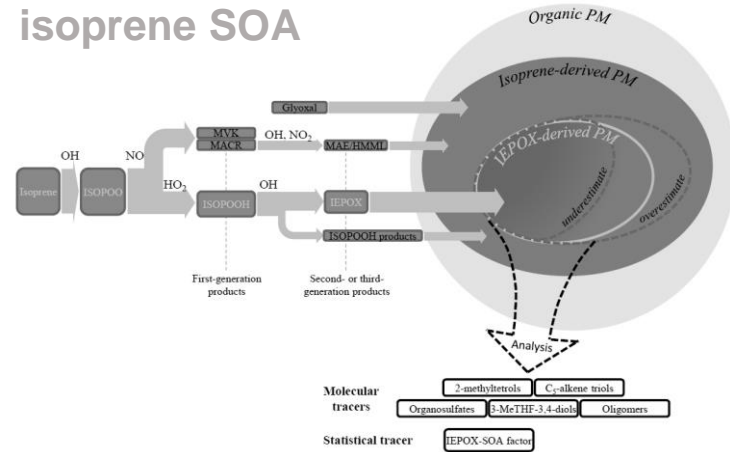 isoprene SOA
Organic PM
Isoprene-derived PM
IEPOX-derived PM
underestimate
overestimate
Glyoxal
MVK
MACR
OH, NO₂
MAE/HMML
OH
NO
Isoprene
ISOPOO
HO₂
ISOPOOH
OH
IEPOX
ISOPOOH products
First-generation
products
Second- or third-
generation products
Analysis
Molecular
tracers
2-methyltetrols
C₅-alkene triols
Organosulfates
3-MeTHF-3,4-diols
Oligomers
Statistical tracer
IEPOX-SOA factor